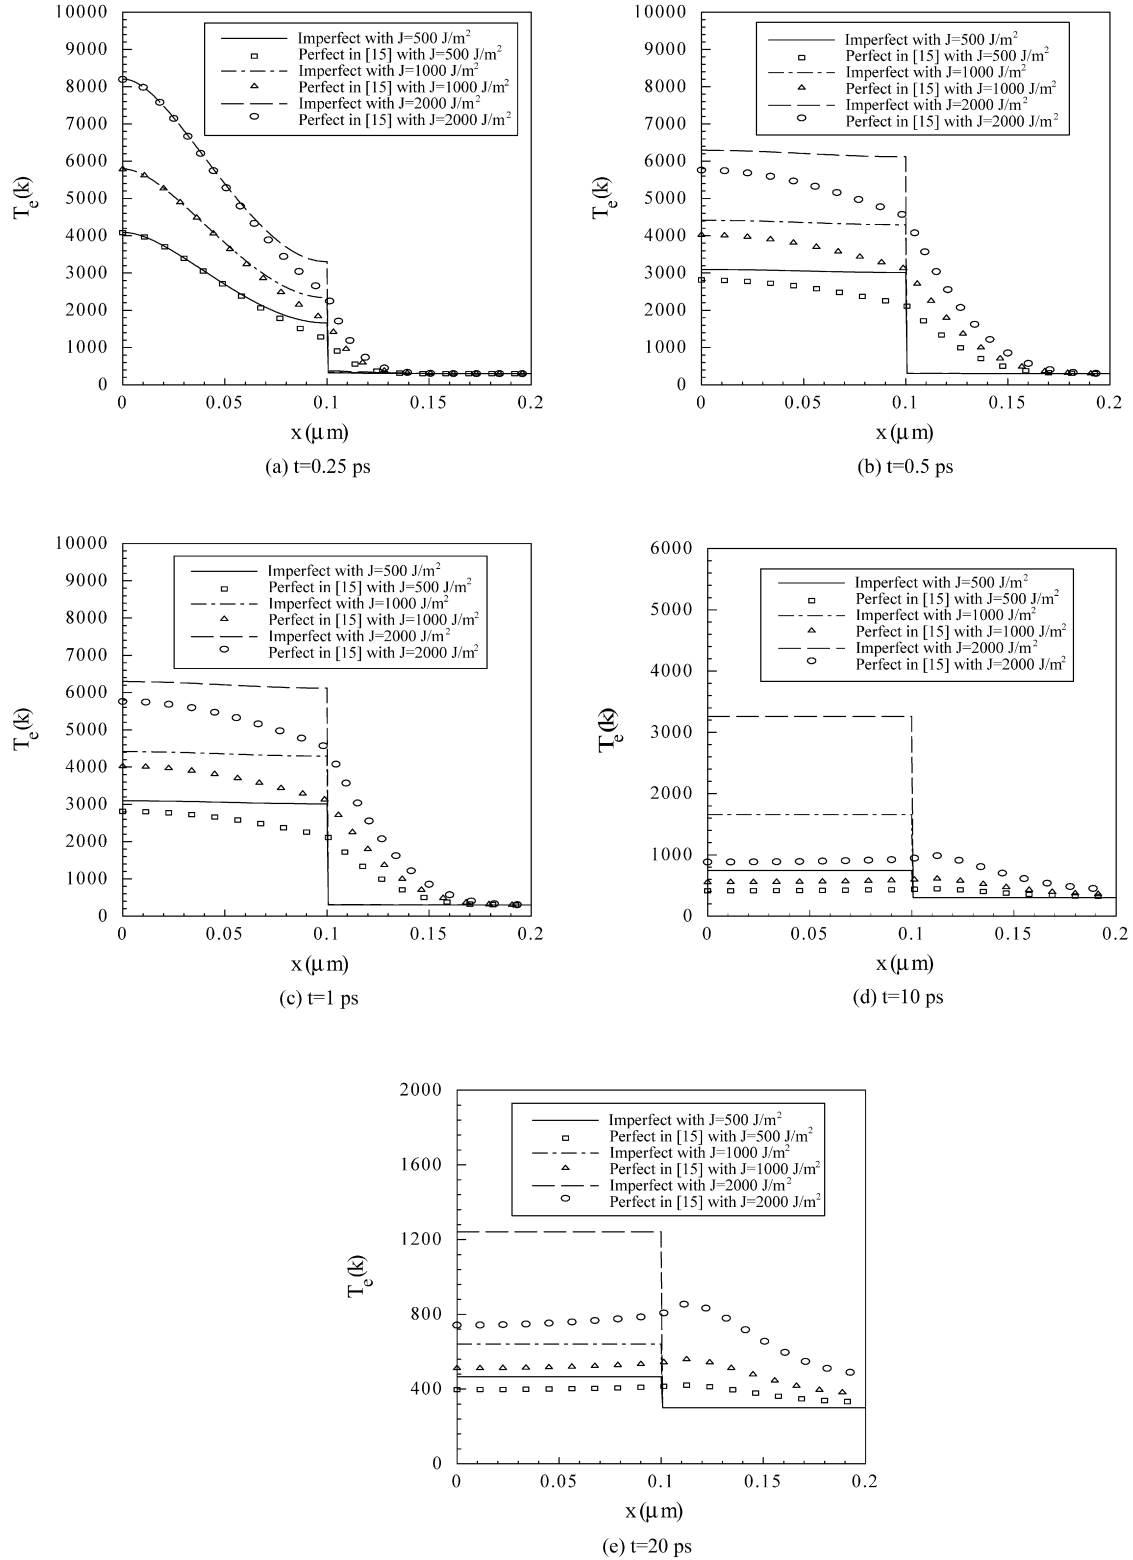 10000
9000
8000
7000
6000
5000
4000
3000
2000
1000
0
Te(k)
Imperfect with J=500 J/m²
Perfect in [15] with J=500 J/m²
Imperfect with J=1000 J/m²
Perfect in [15] with J=1000 J/m²
Imperfect with J=2000 J/m²
Perfect in [15] with J=2000 J/m²
0 0.05 0.1 0.15 0.2
x(μm)
(a) t=0.25 ps
10000
9000
8000
7000
6000
5000
4000
3000
2000
1000
0
Te(k)
Imperfect with J=500 J/m²
Perfect in [15] with J=500 J/m²
Imperfect with J=1000 J/m²
Perfect in [15] with J=1000 J/m²
Imperfect with J=2000 J/m²
Perfect in [15] with J=2000 J/m²
0 0.05 0.1 0.15 0.2
x(μm)
(b) t=0.5 ps
10000
9000
8000
7000
6000
5000
4000
3000
2000
1000
0
Te(k)
Imperfect with J=500 J/m²
Perfect in [15] with J=500 J/m²
Imperfect with J=1000 J/m²
Perfect in [15] with J=1000 J/m²
Imperfect with J=2000 J/m²
Perfect in [15] with J=2000 J/m²
0 0.05 0.1 0.15 0.2
x(μm)
(c) t=1 ps
6000
5000
4000
3000
2000
1000
0
Te(k)
Imperfect with J=500 J/m²
Perfect in [15] with J=500 J/m²
Imperfect with J=1000 J/m²
Perfect in [15] with J=1000 J/m²
Imperfect with J=2000 J/m²
Perfect in [15] with J=2000 J/m²
0 0.05 0.1 0.15 0.2
x(μm)
(d) t=10 ps
2000
1600
1200
800
400
0
Te(k)
Imperfect with J=500 J/m²
Perfect in [15] with J=500 J/m²
Imperfect with J=1000 J/m²
Perfect in [15] with J=1000 J/m²
Imperfect with J=2000 J/m²
Perfect in [15] with J=2000 J/m²
0 0.05 0.1 0.15 0.2
x(μm)
(e) t=20 ps